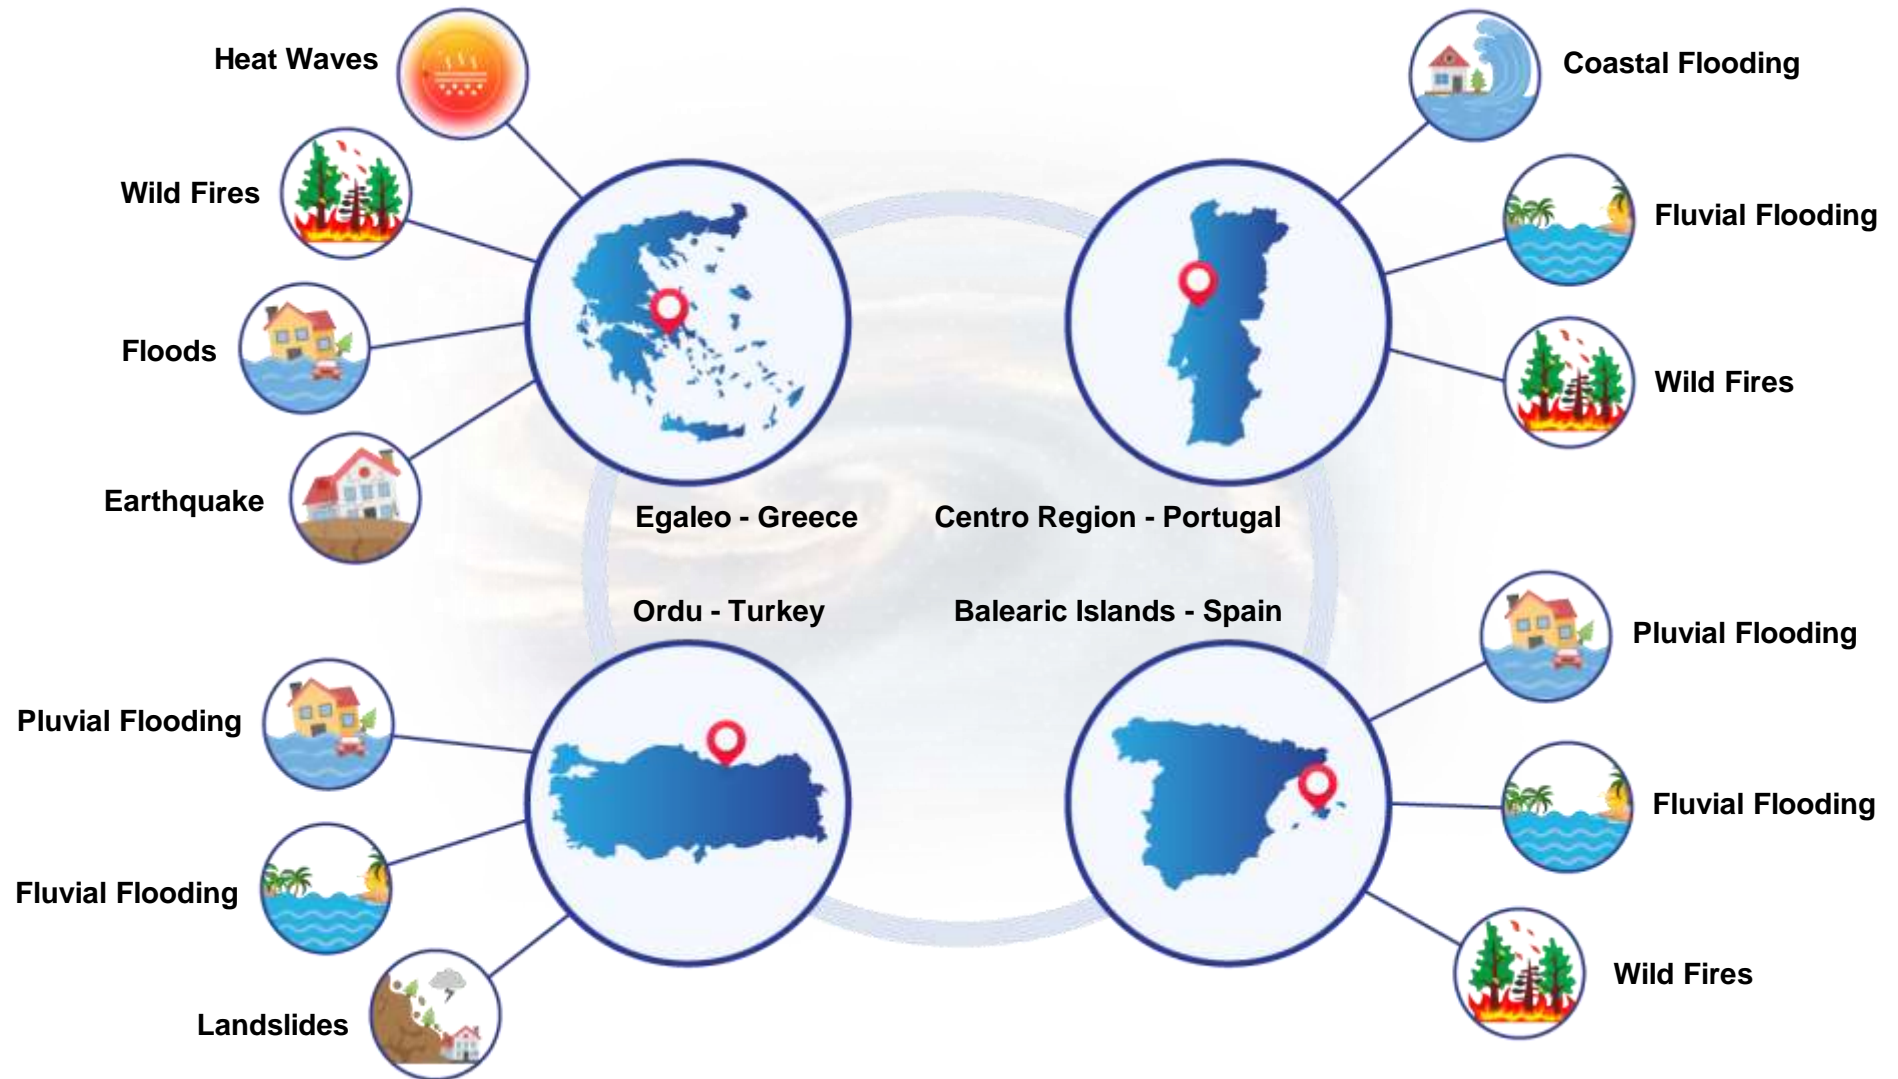 Heat Waves
Coastal Flooding
Wild Fires
Fluvial Flooding
Floods
Wild Fires
Earthquake
Egaleo - Greece
Centro Region - Portugal
Ordu - Turkey
Balearic Islands - Spain
Pluvial Flooding
Pluvial Flooding
Fluvial Flooding
Fluvial Flooding
Wild Fires
Landslides